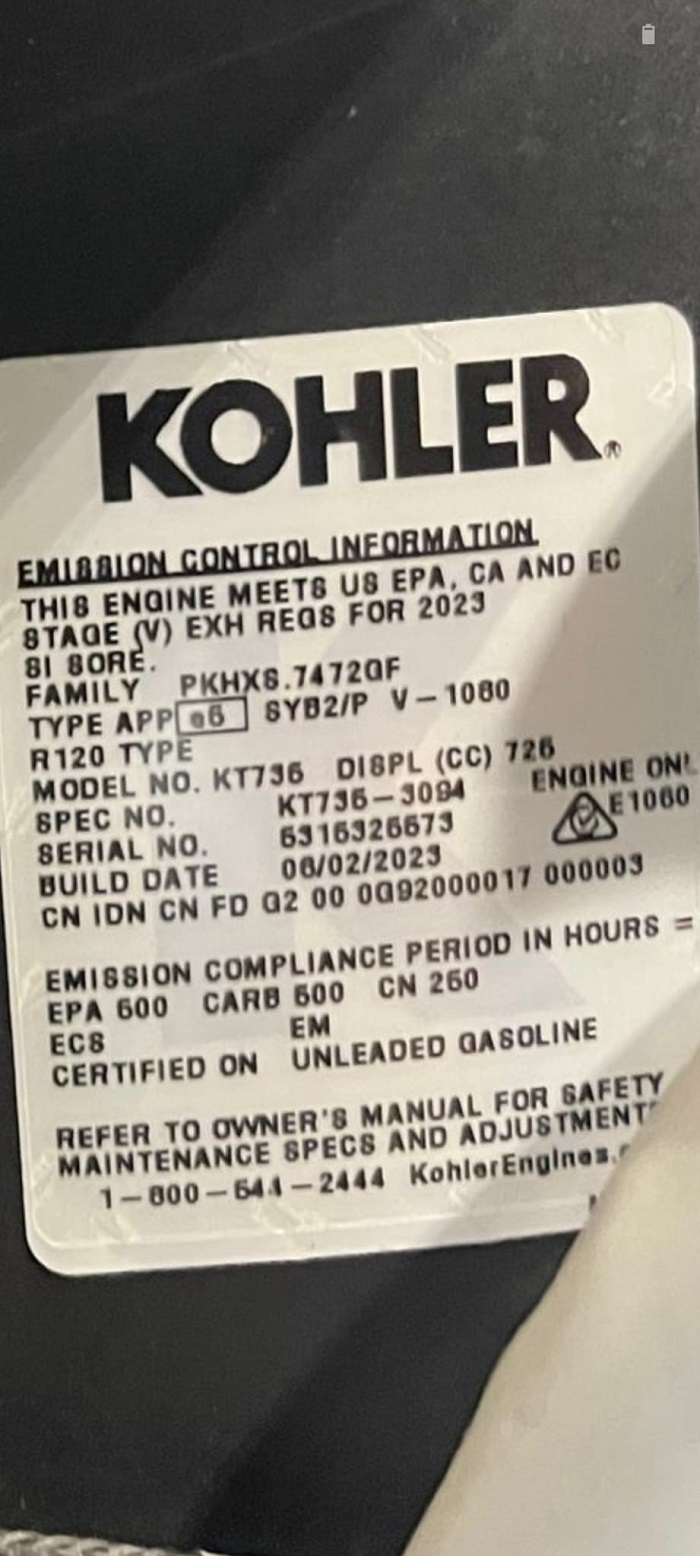 KOHLER®
EMISSION CONTROL INFORMATION
THIS ENGINE MEETS US EPA, CA AND EC
STAGE (V) EXH REGS FOR 2023
SI SORE.
FAMILY PKHXS.7472GF
TYPE APP SYB2/P V-1060
R120 TYPE
MODEL NO. KT735 DISPL (CC) 725
SPEC NO. KT735-3094 ENGINE
SERIAL NO. E1060
BUILD DATE 06/02/2023
CN IDN CN FD G2 00 0G92000017 000003
EMISSION COMPLIANCE PERIOD IN HOURS =
EPA 500 CARB 500 CN 250
ECS EM
CERTIFIED ON UNLEADED GASOLINE
REFER TO OWNER'S MANUAL FOR SAFETY
MAINTENANCE SPECS AND
1-800-544-2444